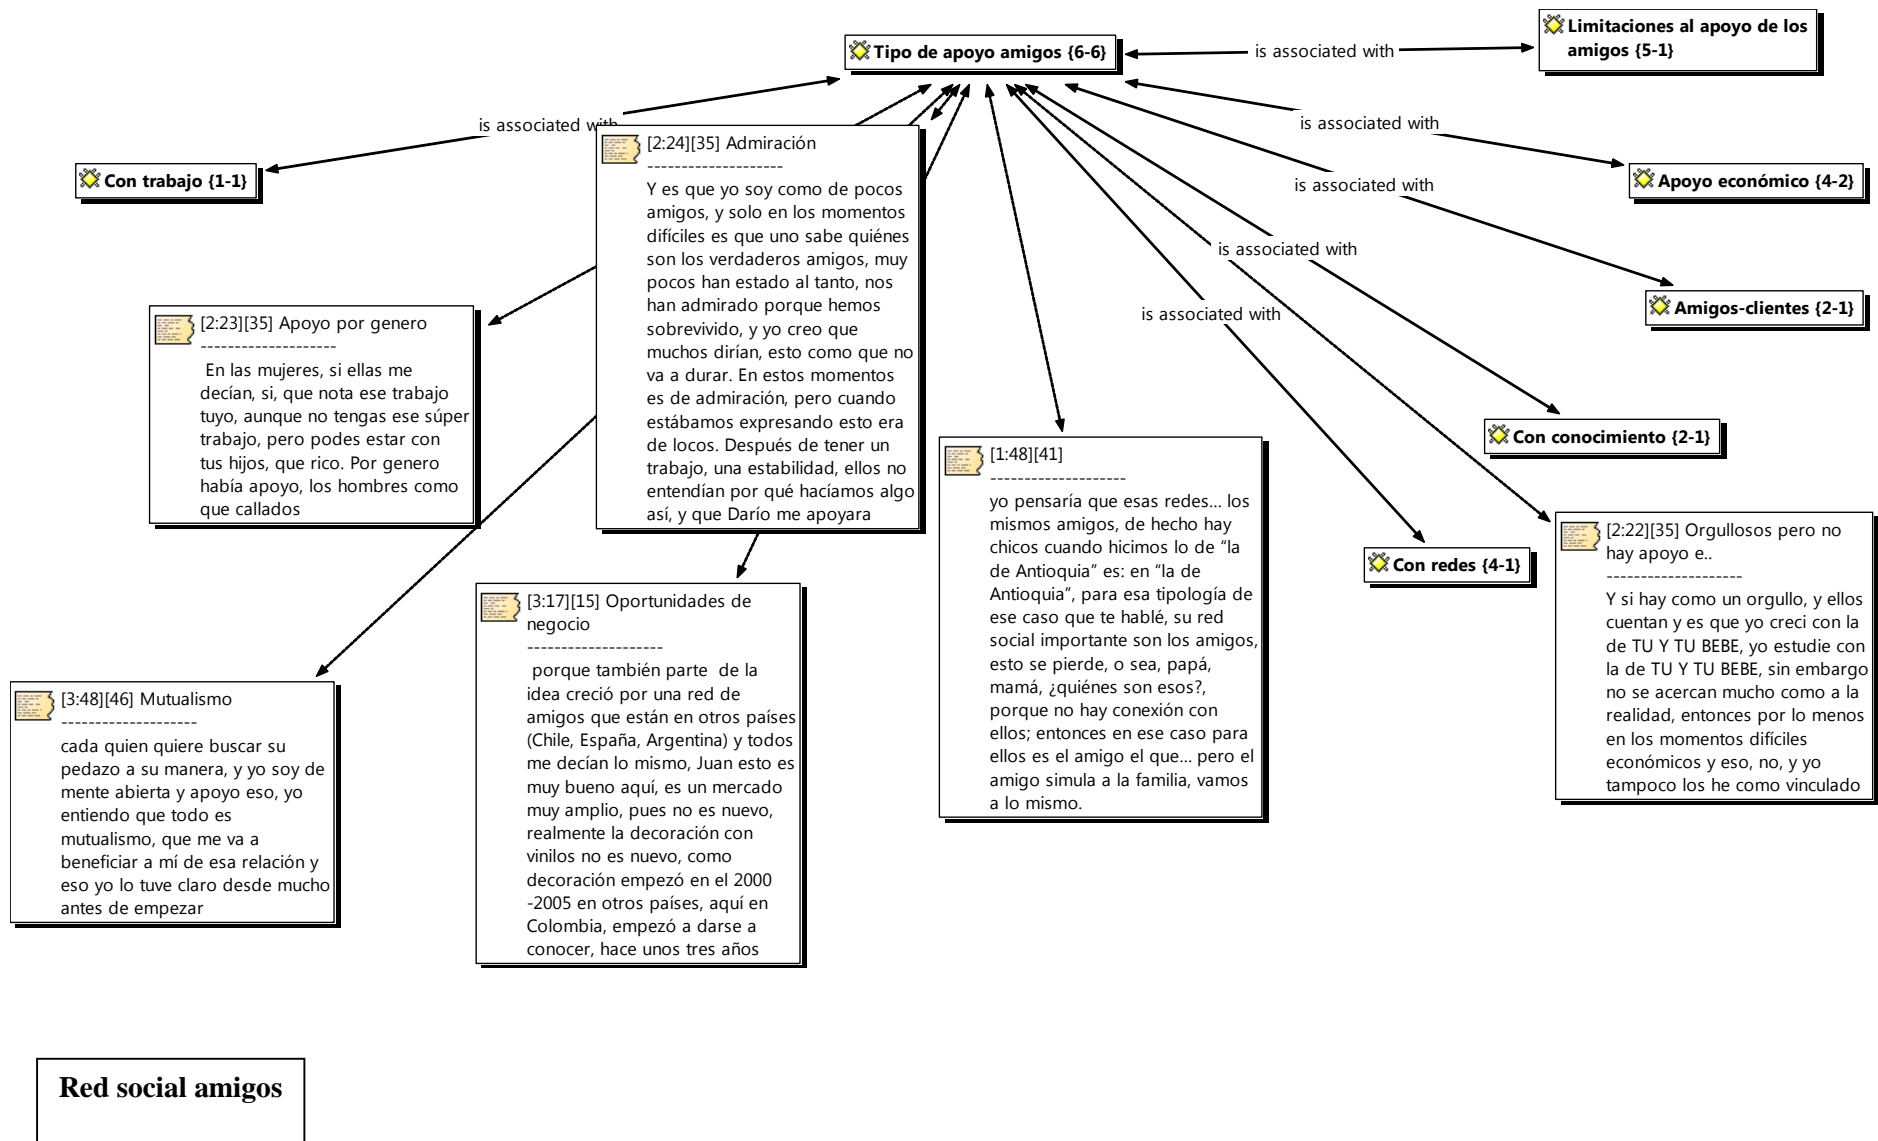 Tipo de apoyo amigos {6-6}
is associated with
Limitaciones al apoyo de los
amigos {5-1}
is associated with
Con trabajo {1-1}
is associated with
Apoyo económico {4-2}
is associated with
Amigos-clientes {2-1}
is associated with
Con conocimiento {2-1}
is associated with
Con redes {4-1}
[2:24][35] Admiración
--------------------
Y es que yo soy como de pocos
amigos, y solo en los momentos
difíciles es que uno sabe quiénes
son los verdaderos amigos, muy
pocos han estado al tanto, nos
han admirado porque hemos
sobrevivido, y yo creo que
muchos dirían, esto como que no
va a durar. En estos momentos
es de admiración, pero cuando
estábamos expresando esto era
de locos. Después de tener un
trabajo, una estabilidad, ellos no
entendían por qué hacíamos algo
así, y que Darío me apoyara
[2:23][35] Apoyo por genero
--------------------
En las mujeres, si ellas me
decían, si, que nota ese trabajo
tuyo, aunque no tengas ese súper
trabajo, pero podes estar con
tus hijos, que rico. Por genero
había apoyo, los hombres como
que callados
[1:48][41]
--------------------
yo pensaría que esas redes... los
mismos amigos, de hecho hay
chicos cuando hicimos lo de “la
de Antioquia” es: en “la de
Antioquia”, para esa tipología de
ese caso que te hablé, su red
social importante son los amigos,
esto se pierde, o sea, papá,
mamá, ¿quiénes son esos?,
porque no hay conexión con
ellos; entonces en ese caso para
ellos es el amigo el que... pero el
amigo simula a la familia, vamos
a lo mismo.
[2:22][35] Orgullosos pero no
hay apoyo e..
--------------------
Y si hay como un orgullo, y ellos
cuentan y es que yo creci con la
de TU Y TU BEBE, yo estudie con
la de TU Y TU BEBE, sin embargo
no se acercan mucho como a la
realidad, entonces por lo menos
en los momentos difíciles
económicos y eso, no, y yo
tampoco los he como vinculado
[3:17][15] Oportunidades de
negocio
--------------------
porque también parte de la
idea creció por una red de
amigos que están en otros países
(Chile, España, Argentina) y todos
me decían lo mismo, Juan esto es
muy bueno aquí, es un mercado
muy amplio, pues no es nuevo,
realmente la decoración con
vinilos no es nuevo, como
decoración empezó en el 2000
-2005 en otros países, aquí en
Colombia, empezó a darse a
conocer, hace unos tres años
[3:48][46] Mutualismo
--------------------
cada quien quiere buscar su
pedazo a su manera, y yo soy de
mente abierta y apoyo eso, yo
entiendo que todo es
mutualismo, que me va a
beneficiar a mí de esa relación y
eso yo lo tuve claro desde mucho
antes de empezar
Red social amigos